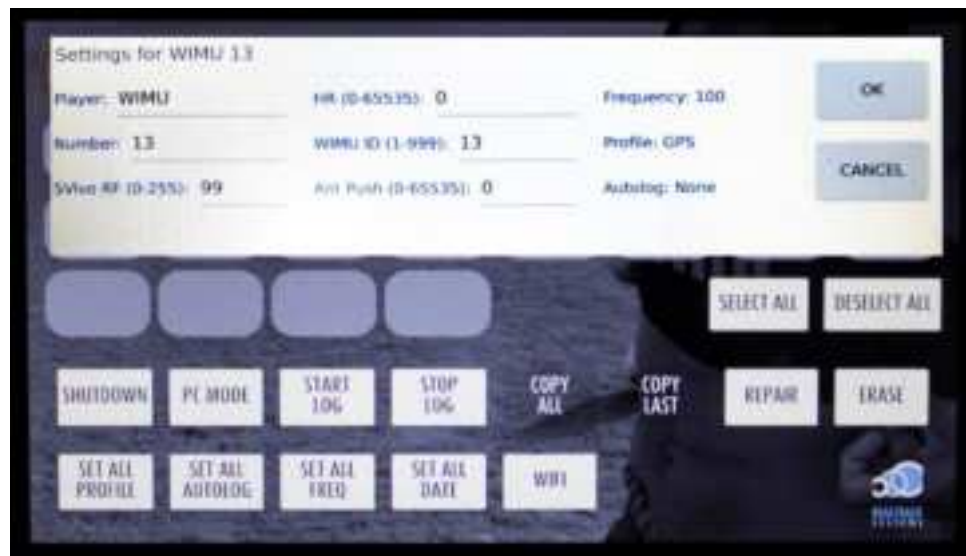 Settings for WIMU 13
Player: WIMU
HR (0-65535): 0
Frequency: 100
OK
Number: 13
WIMU ID (1-999): 13
Profile: GPS
CANCEL
SVivo RF (0-255): 99
Ant Push (0-65535): 0
Autolog: None
SELECT ALL
DESELECT ALL
SHUTDOWN
PC MODE
START LOG
STOP LOG
COPY ALL
COPY LAST
REPAIR
ERASE
SET ALL PROFILE
SET ALL AUTOLOG
SET ALL FREQ
SET ALL DATE
WIFI
SYSTEMS